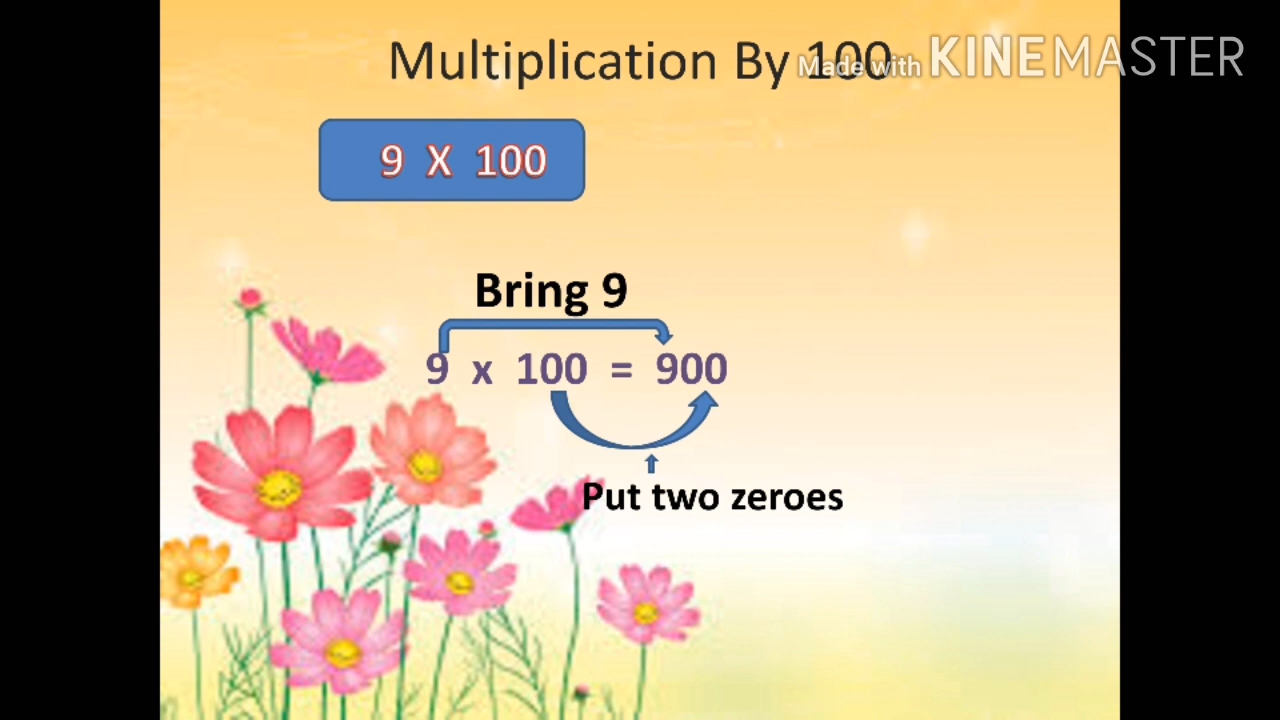 Multiplication By 100
Made with KINEMASTER
9 X 100
Bring 9
9 x 100 = 900
Put two zeroes